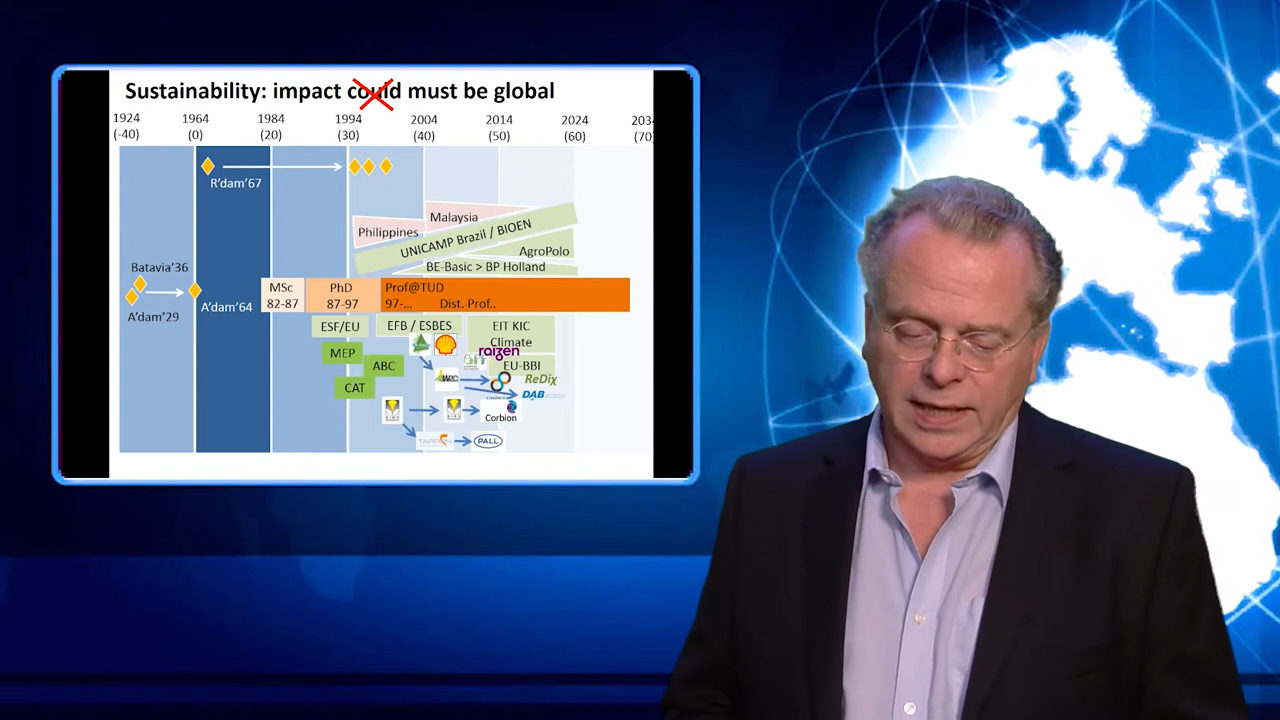 Sustainability: impact could must be global
1924 1964 1984 1994 2004 2014 2024
(-40) (0) (20) (30) (40) (50) (60) (70
R'dam'67
Malaysia
Philippines
UNICAMP Brazil / BIOEN
AgroPolo
BE-Basic > BP Holland
Batavia'36
A'dam'29
A'dam'64
MSc
82-87
PhD
87-97
Prof@TUD
97-... Dist. Prof..
ESF/EU
EFB / ESBES
EIT KIC
Climate
MEP
ABC
CAT
raízen
EU-BBI
ReDix
DAB
Corbion
TARPON
PALL